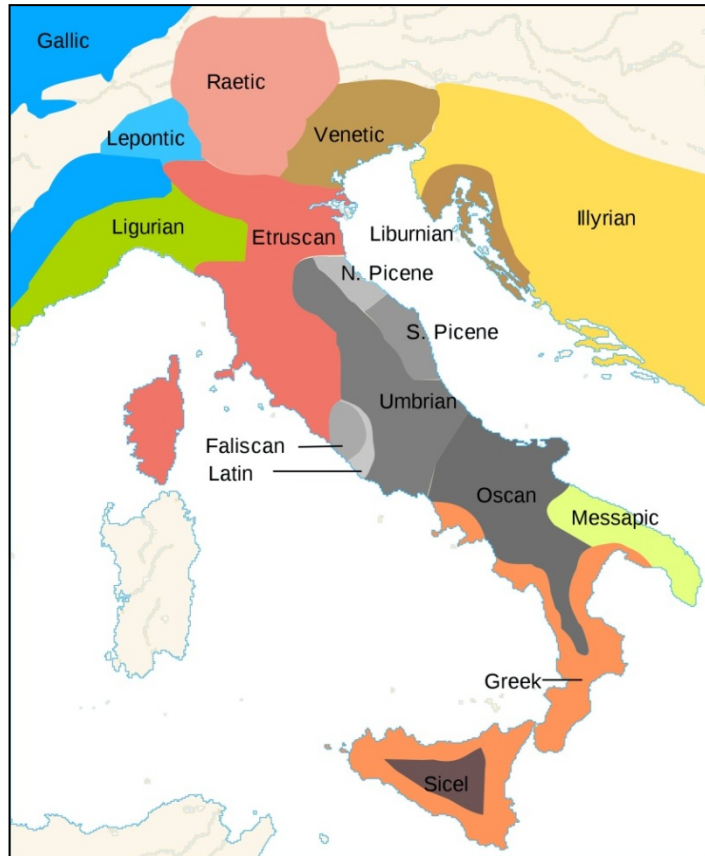 Gallic
Raetic
Lepontic
Venetic
Ligurian
Etruscan
Liburnian
Illyrian
N. Picene
S. Picene
Umbrian
Faliscan
Latin
Oscan
Messapic
Greek
Sicel